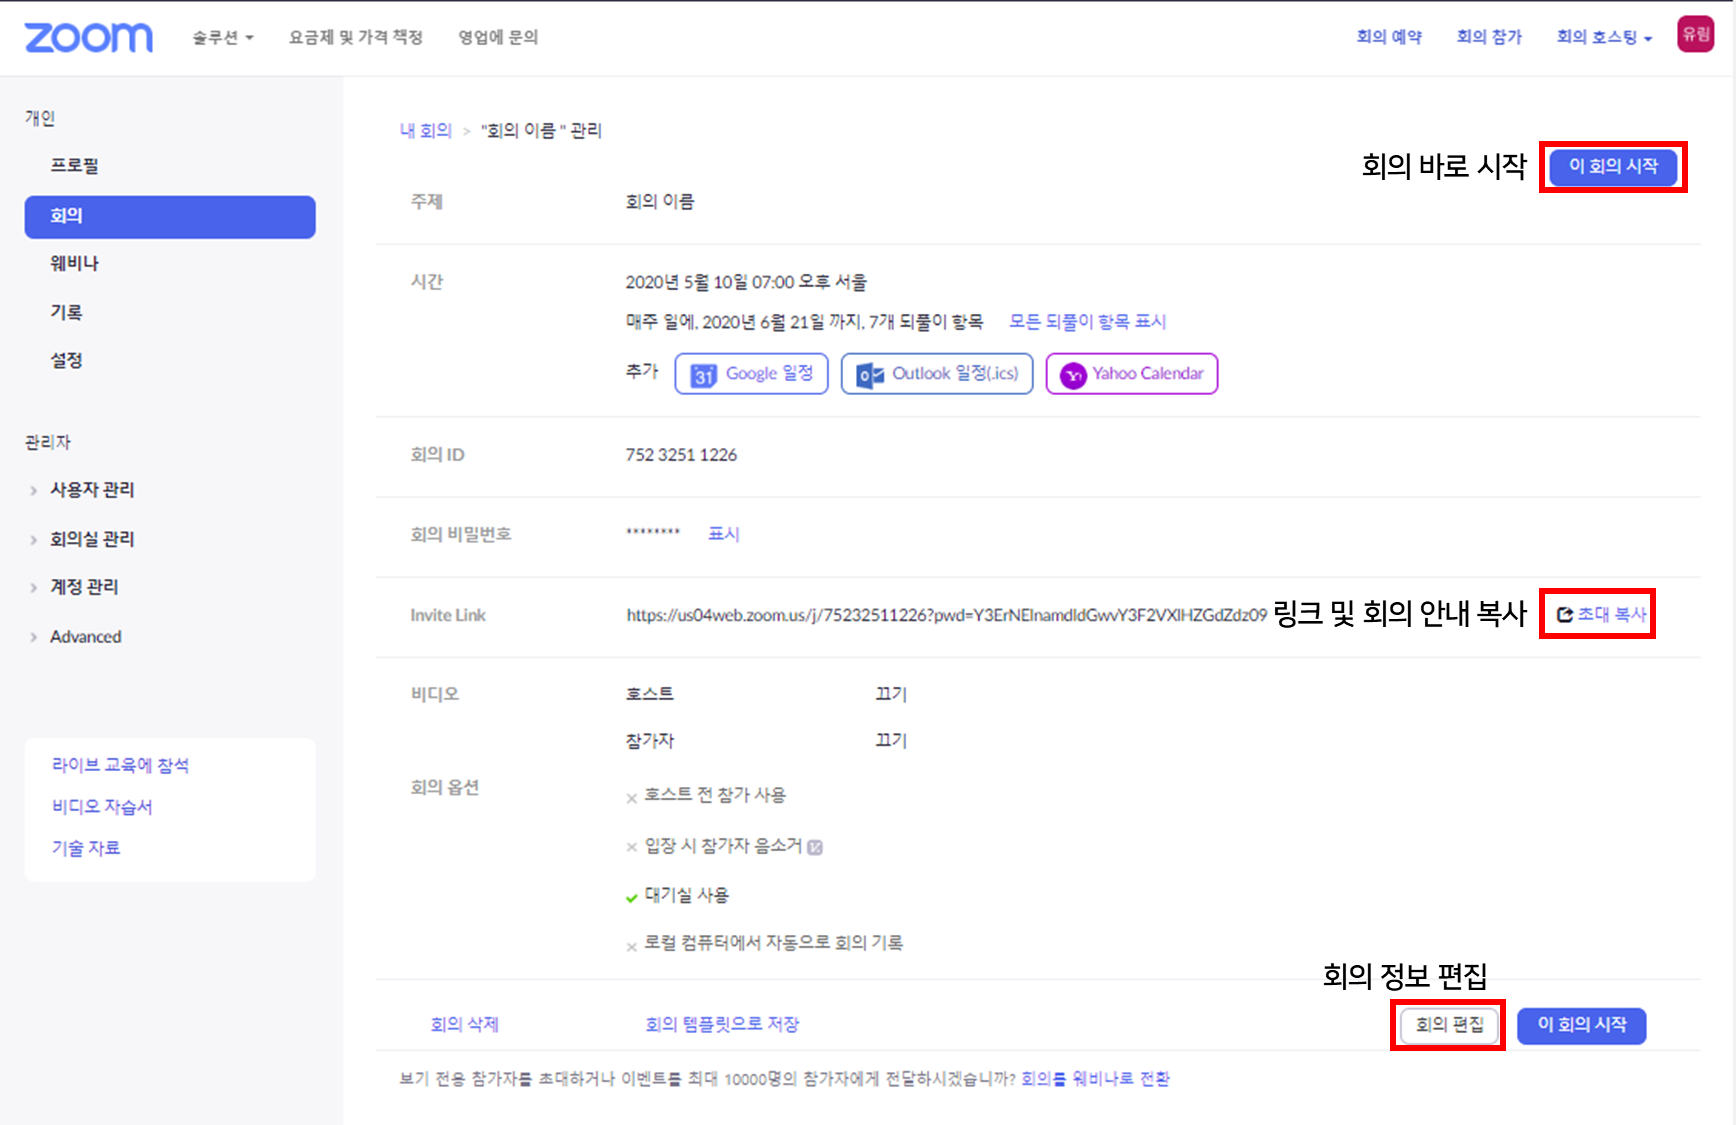 zoom 솔루션 요금제 및 가격 책정 영업에 문의 회의 예약 회의 참가 회의 호스팅 유림
개인
프로필
회의
웨비나
기록
설정
관리자
사용자 관리
회의실 관리
계정 관리
Advanced
라이브 교육에 참석
비디오 자습서
기술 자료
내 회의 > "회의 이름 " 관리
회의 바로 시작 이 회의 시작
주제 회의 이름
시간 2020년 5월 10일 07:00 오후 서울
매주 일에, 2020년 6월 21일 까지, 7개 되풀이 항목 모든 되풀이 항목 표시
추가 31 Google 일정 Outlook 일정(.ics) Yahoo Calendar
회의 ID 752 3251 1226
회의 비밀번호 ******** 표시
Invite Link https://us04web.zoom.us/j/75232511226?pwd= 링크 및 회의 안내 복사 초대 복사
비디오 호스트 끄기
참가자 끄기
회의 옵션 호스트 전 참가 사용
입장 시 참가자 음소거
대기실 사용
로컬 컴퓨터에서 자동으로 회의 기록
회의 정보 편집
회의 삭제 회의 템플릿으로 저장 회의 편집 이 회의 시작
보기 전용 참가자를 초대하거나 이벤트를 최대 10000명의 참가자에게 전달하시겠습니까? 회의를 웨비나로 전환